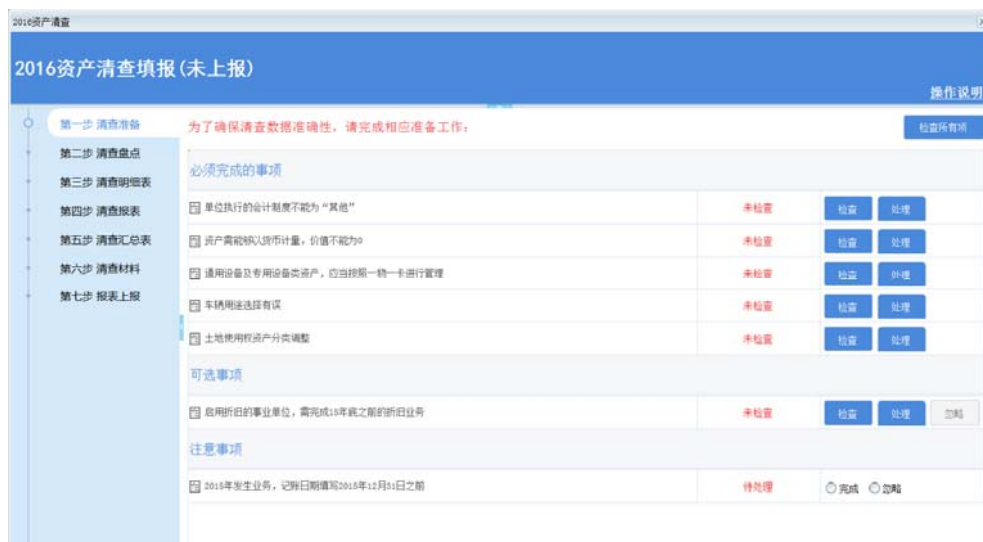 2016资产清查
2016资产清查填报(未上报)
操作说明
第一步 清查准备
第二步 清查盘点
第三步 清查明细表
第四步 清查报表
第五步 清查汇总表
第六步 清查材料
第七步 报表上报
为了确保清查数据准确性，请完成相应准备工作：
检查所有项
必须完成的事项
单位执行的会计制度不能为“其他” 未检查 检查 处理
资产需能够以货币计量，价值不能为0 未检查 检查 处理
通用设备及专用设备类资产，应当按照一物一卡进行管理 未检查 检查 处理
车辆用途选择有误 未检查 检查 处理
土地使用权资产分类调整 未检查 检查 处理
可选事项
启用折旧的事业单位，需完成15年底之前的折旧业务 未检查 检查 处理 忽略
注意事项
2015年发生业务，记账日期填写2015年12月31日之前 待处理 完成 忽略